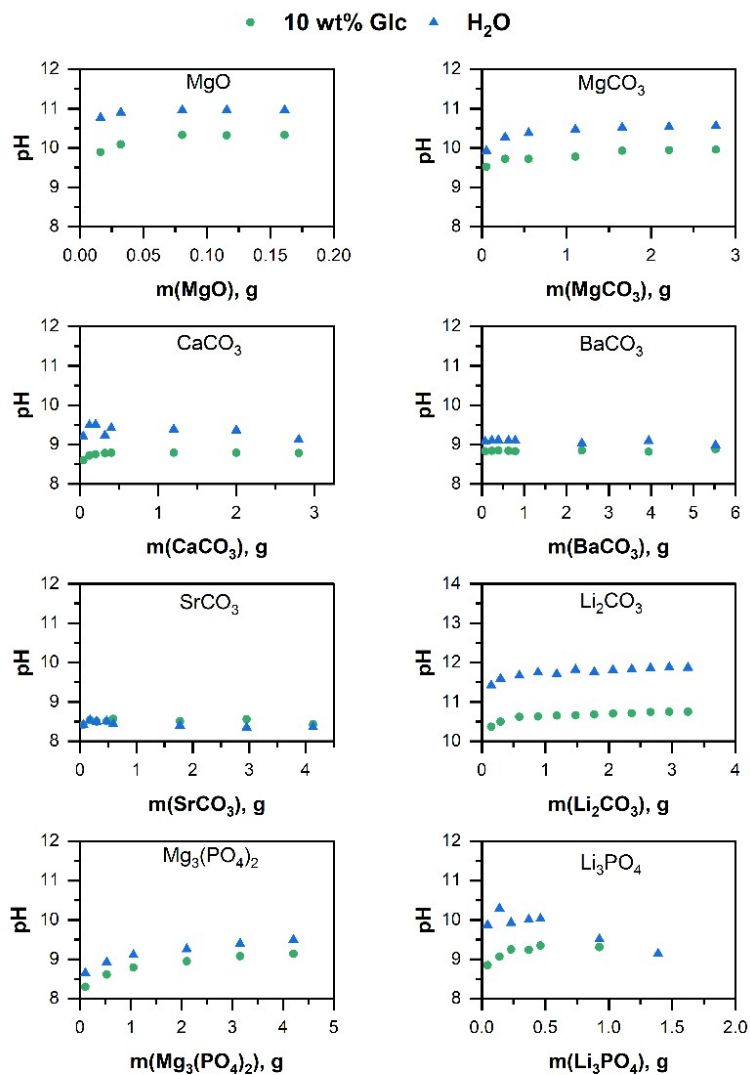 10 wt% Glc H₂O
12
11
10
9
8
pH
MgO
0.00 0.05 0.10 0.15 0.20
m(MgO), g
12
11
10
9
8
pH
MgCO₃
0 1 2 3
m(MgCO₃), g
12
11
10
9
8
pH
CaCO₃
0 1 2 3
m(CaCO₃), g
12
11
10
9
8
pH
BaCO₃
0 1 2 3 4 5 6
m(BaCO₃), g
12
11
10
9
8
pH
SrCO₃
0 1 2 3 4
m(SrCO₃), g
14
13
12
11
10
pH
Li₂CO₃
0 1 2 3 4
m(Li₂CO₃), g
12
11
10
9
8
pH
Mg₃(PO₄)₂
0 1 2 3 4 5
m(Mg₃(PO₄)₂), g
12
11
10
9
8
pH
Li₃PO₄
0.0 0.5 1.0 1.5 2.0
m(Li₃PO₄), g